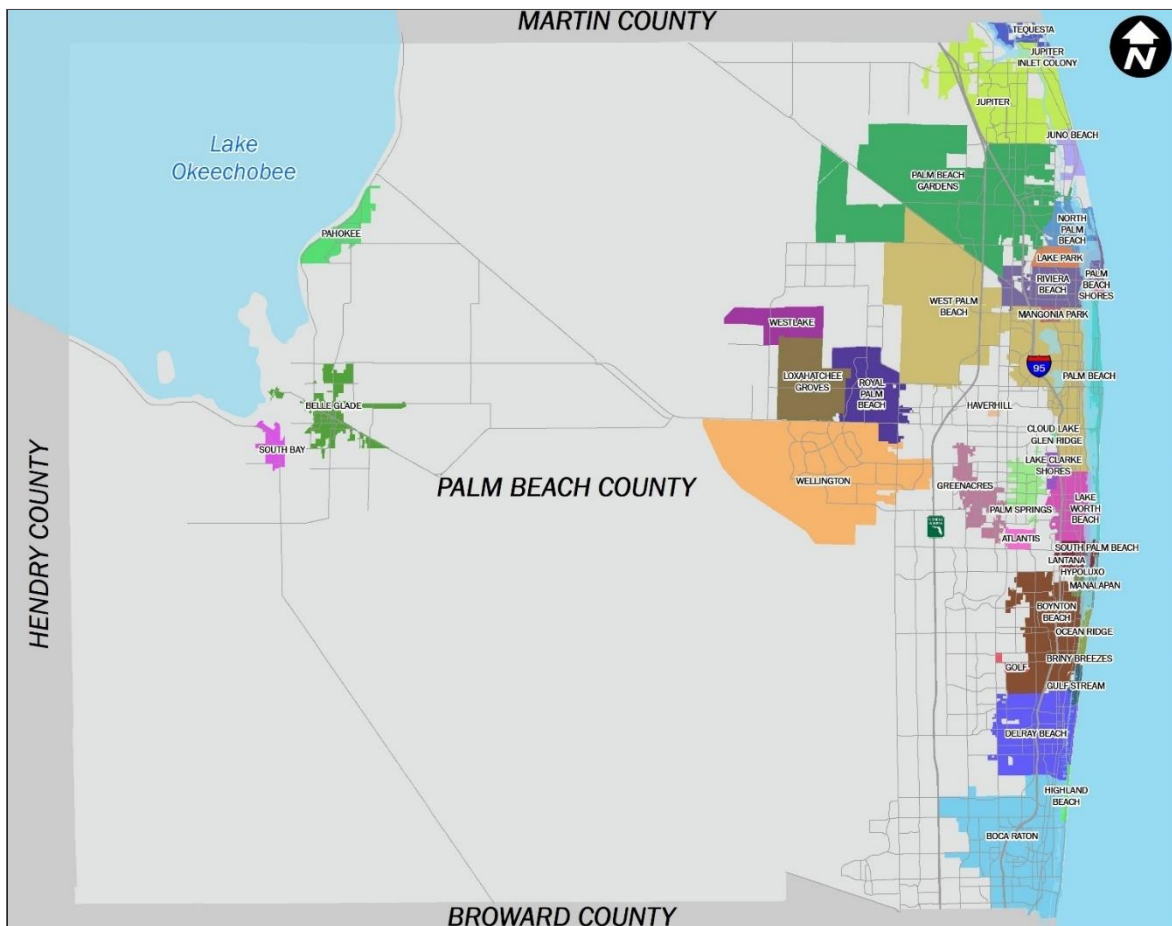 MARTIN COUNTY
N
TEQUESTA
JUPITER
INLET COLONY
JUPITER
JUNO BEACH
Lake
Okeechobee
PALM BEACH
GARDENS
PAHOKEE
NORTH
PALM
BEACH
LAKE PARK
RIVIERA
BEACH
PALM
BEACH
SHORES
WEST PALM
BEACH
MANGONIA PARK
WESTLAKE
95
PALM BEACH
LOXAHATCHEE
GROVES
ROYAL
PALM
BEACH
HAVERHILL
BELLE GLADE
CLOUD LAKE
GLEN RIDGE
SOUTH BAY
LAKE CLARKE
SHORES
HENDRY COUNTY
PALM BEACH COUNTY
WELLINGTON
GREENACRES
PALM SPRINGS
LAKE
WORTH
BEACH
ATLANTIS
SOUTH PALM BEACH
LANTANA
HYPOLUXO
MANALAPAN
BOYNTON
BEACH
OCEAN RIDGE
BRINY BREEZES
GOLF
GULF STREAM
DELRAY BEACH
HIGHLAND
BEACH
BOCA RATON
BROWARD COUNTY